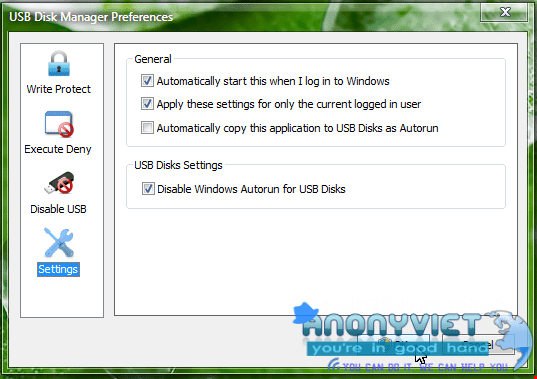 USB Disk Manager Preferences
Write Protect
Execute Deny
Disable USB
Settings
General
Automatically start this when I log in to Windows
Apply these settings for only the current logged in user
Automatically copy this application to USB Disks as Autorun
USB Disks Settings
Disable Windows Autorun for USB Disks
ANONYVIET
you're in good hand
YOU CAN DO IT, WE CAN HELP YOU